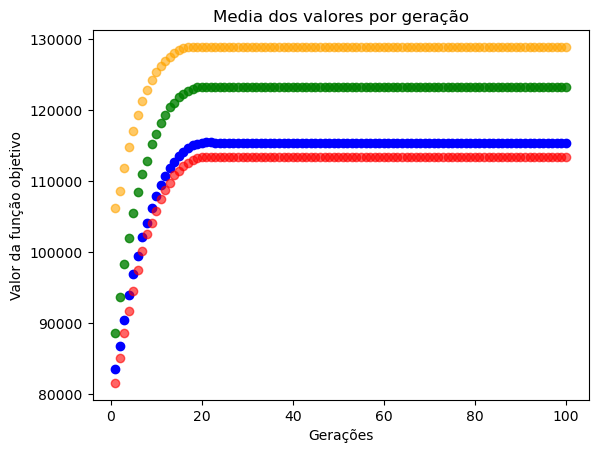 Media dos valores por geração
130000
120000
110000
100000
90000
80000
Valor da função objetivo
0 20 40 60 80 100
Gerações